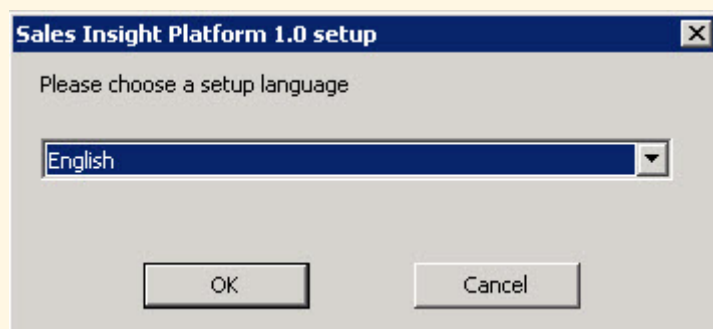 Sales Insight Platform 1.0 setup
Please choose a setup language
English
OK
Cancel